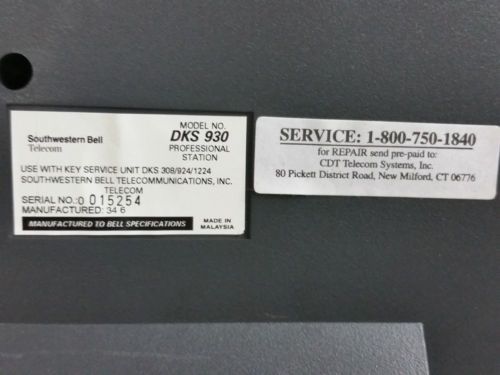 Southwestern Bell
Telecom
MODEL NO.
DKS 930
PROFESSIONAL
STATION
USE WITH KEY SERVICE UNIT DKS 308/924/1224
SOUTHWESTERN BELL TELECOMMUNICATIONS, INC.
TELECOM
SERIAL NO.:0 015254
MANUFACTURED: 34 6
MANUFACTURED TO BELL SPECIFICATIONS
MADE IN
MALAYSIA
SERVICE: 1-800-750-1840
for REPAIR send pre-paid to:
CDT Telecom Systems, Inc.
80 Pickett District Road, New Milford, CT 06776